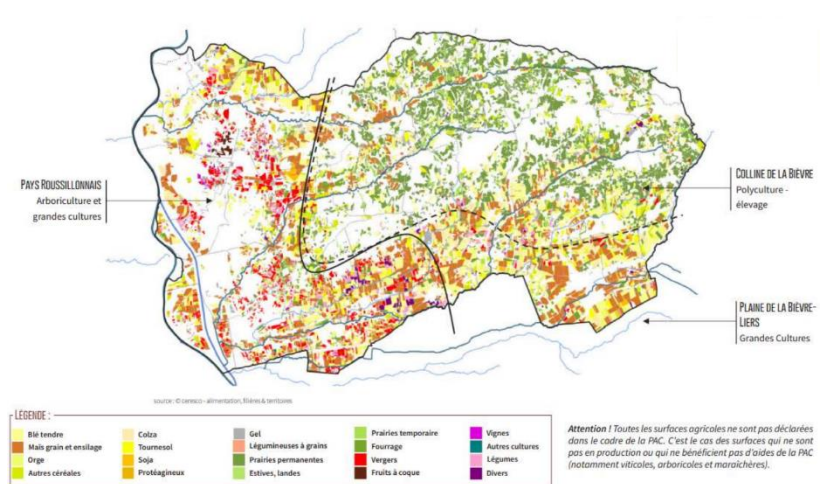 PAYS ROUSSILLONNAIS
Arboriculture et
grandes cultures
COLLINE DE LA BIÈVRE
Polyculture -
élevage
PLAINE DE LA BIÈVRE-
LIERS
Grandes Cultures
source : © ceresco - alimentation, filières & territoires
LÉGENDE :
Blé tendre
Maïs grain et ensilage
Orge
Autres céréales
Colza
Tournesol
Soja
Protéagineux
Gel
Légumineuses à grains
Prairies permanentes
Estives, landes
Prairies temporaire
Fourrage
Vergers
Fruits à coque
Vignes
Autres cultures
Légumes
Divers
Attention ! Toutes les surfaces agricoles ne sont pas déclarées
dans le cadre de la PAC. C'est le cas des surfaces qui ne sont
pas en production ou qui ne bénéficient pas d'aides de la PAC
(notamment viticoles, arboricoles et maraîchères).